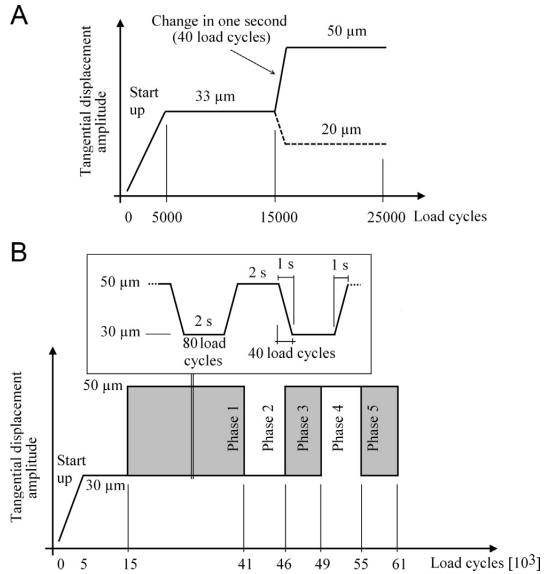 A
Change in one second
(40 load cycles)
50 µm
Start
up
33 µm
20 µm
Tangential displacement
amplitude
0 5000 15000 25000 Load cycles
B
50 µm
2 s
1 s
1 s
2 s
30 µm
80 load
cycles
40 load cycles
50 µm
Phase 1
Phase 2
Phase 3
Phase 4
Phase 5
Start
up
30 µm
Tangential displacement
amplitude
0 5 15 41 46 49 55 61 Load cycles [10³]